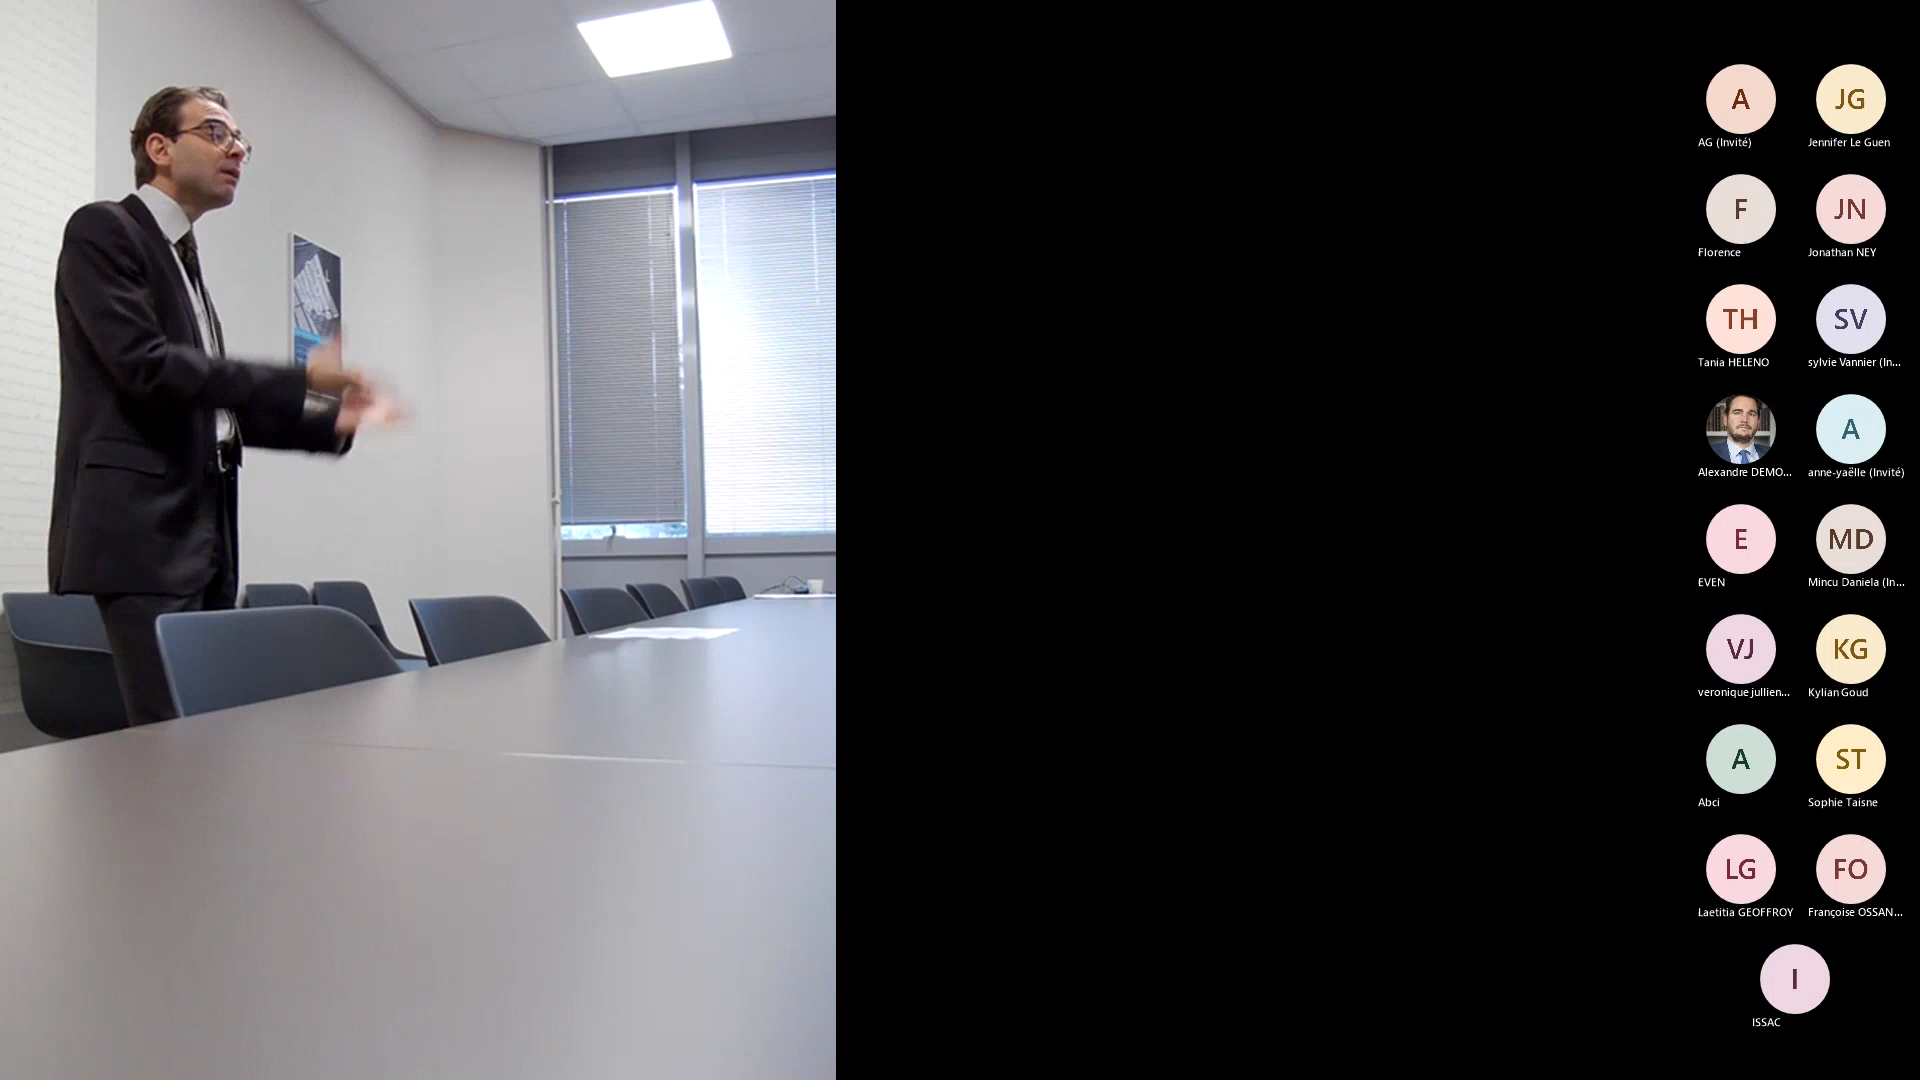 A
JG
AG (Invité)
Jennifer Le Guen
F
JN
Florence
Jonathan NEY
TH
SV
Tania HELENO
sylvie Vannier (In...
A
Alexandre DEMO...
anne-yaëlle (Invité)
E
MD
EVEN
Mincu Daniela (In...
VJ
KG
veronique jullien...
Kylian Goud
A
ST
Abci
Sophie Taisne
LG
FO
Laetitia GEOFFROY
Françoise OSSAN...
I
ISSAC